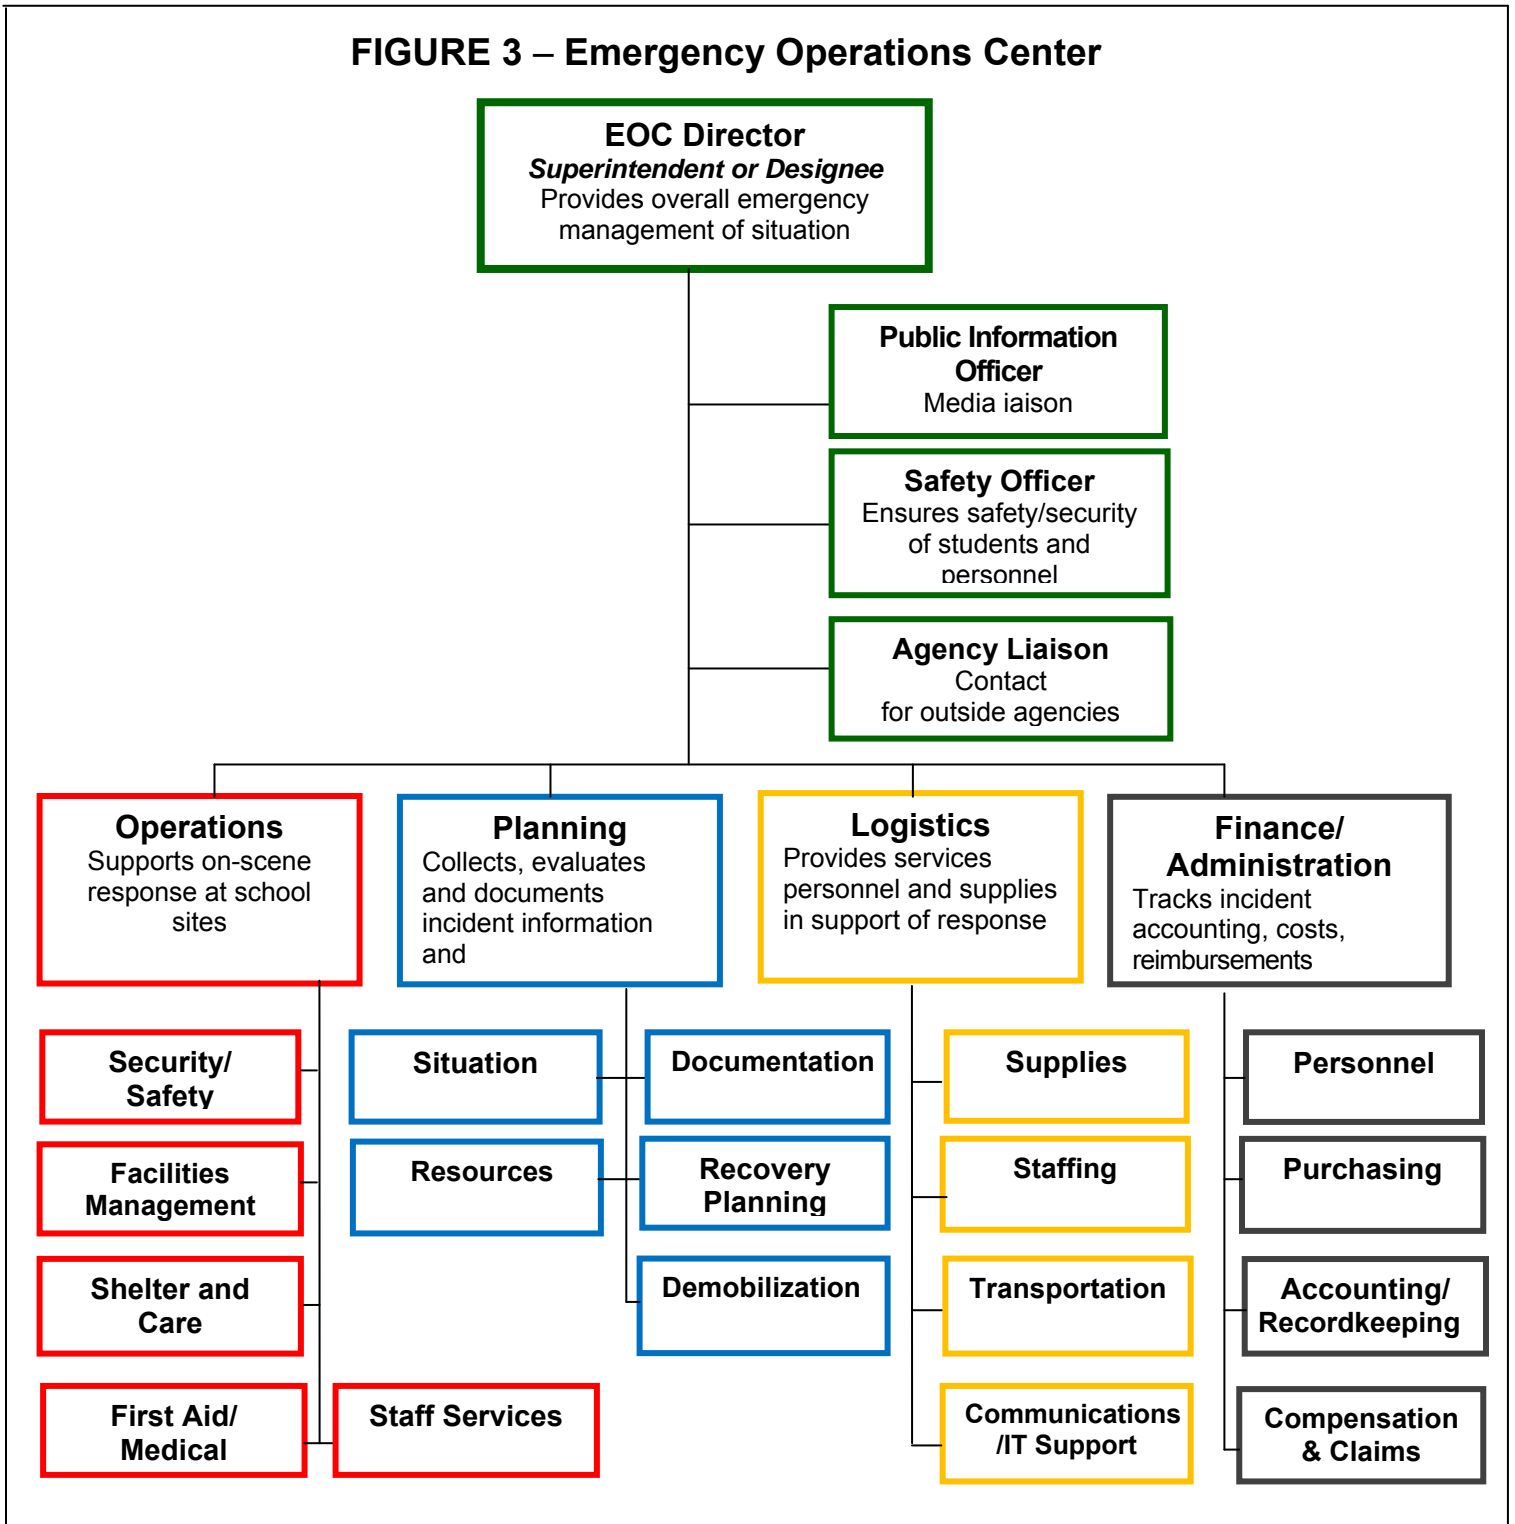 FIGURE 3 – Emergency Operations Center
EOC Director
Superintendent or Designee
Provides overall emergency
management of situation
Public Information
Officer
Media iaison
Safety Officer
Ensures safety/security
of students and
personnel
Agency Liaison
Contact
for outside agencies
Operations
Supports on-scene
response at school
sites
Planning
Collects, evaluates
and documents
incident information
and
Logistics
Provides services
personnel and supplies
in support of response
Finance/
Administration
Tracks incident
accounting, costs,
reimbursements
Security/
Safety
Facilities
Management
Shelter and
Care
First Aid/
Medical
Staff Services
Situation
Resources
Documentation
Recovery
Planning
Demobilization
Supplies
Staffing
Transportation
Communications
/IT Support
Personnel
Purchasing
Accounting/
Recordkeeping
Compensation
& Claims